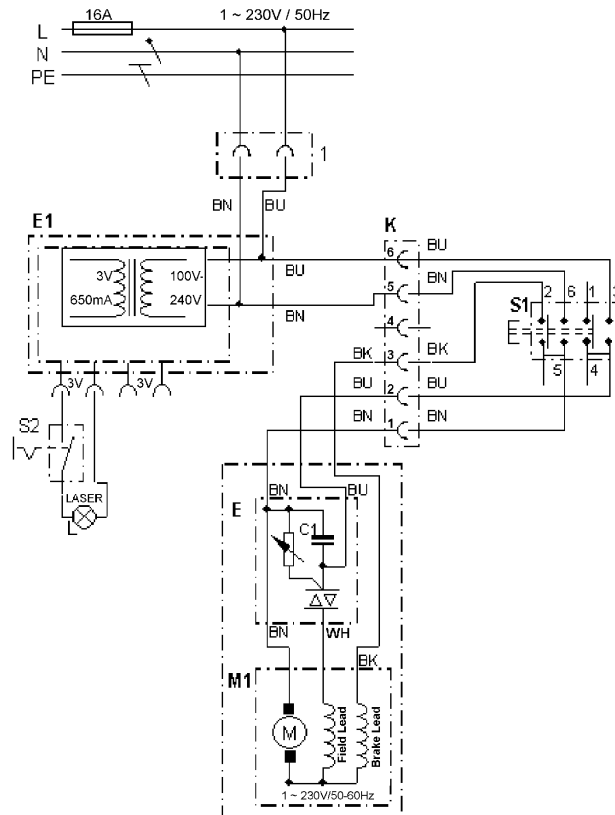 16A
1 ~ 230V / 50Hz
L
N
PE
1
BN BU
E1
K
3V 100V-
650mA 240V
BU
BN
6
5
4
3
2
1
BU
BN
BK BK
BU BU
BN BN
2 6 1 3
S1
5 4
3V 3V
S2
LASER
L
BN BU
E
C1
BN WH
BK
M1
M
Field Lead
Brake Lead
1 ~ 230V/50-60Hz